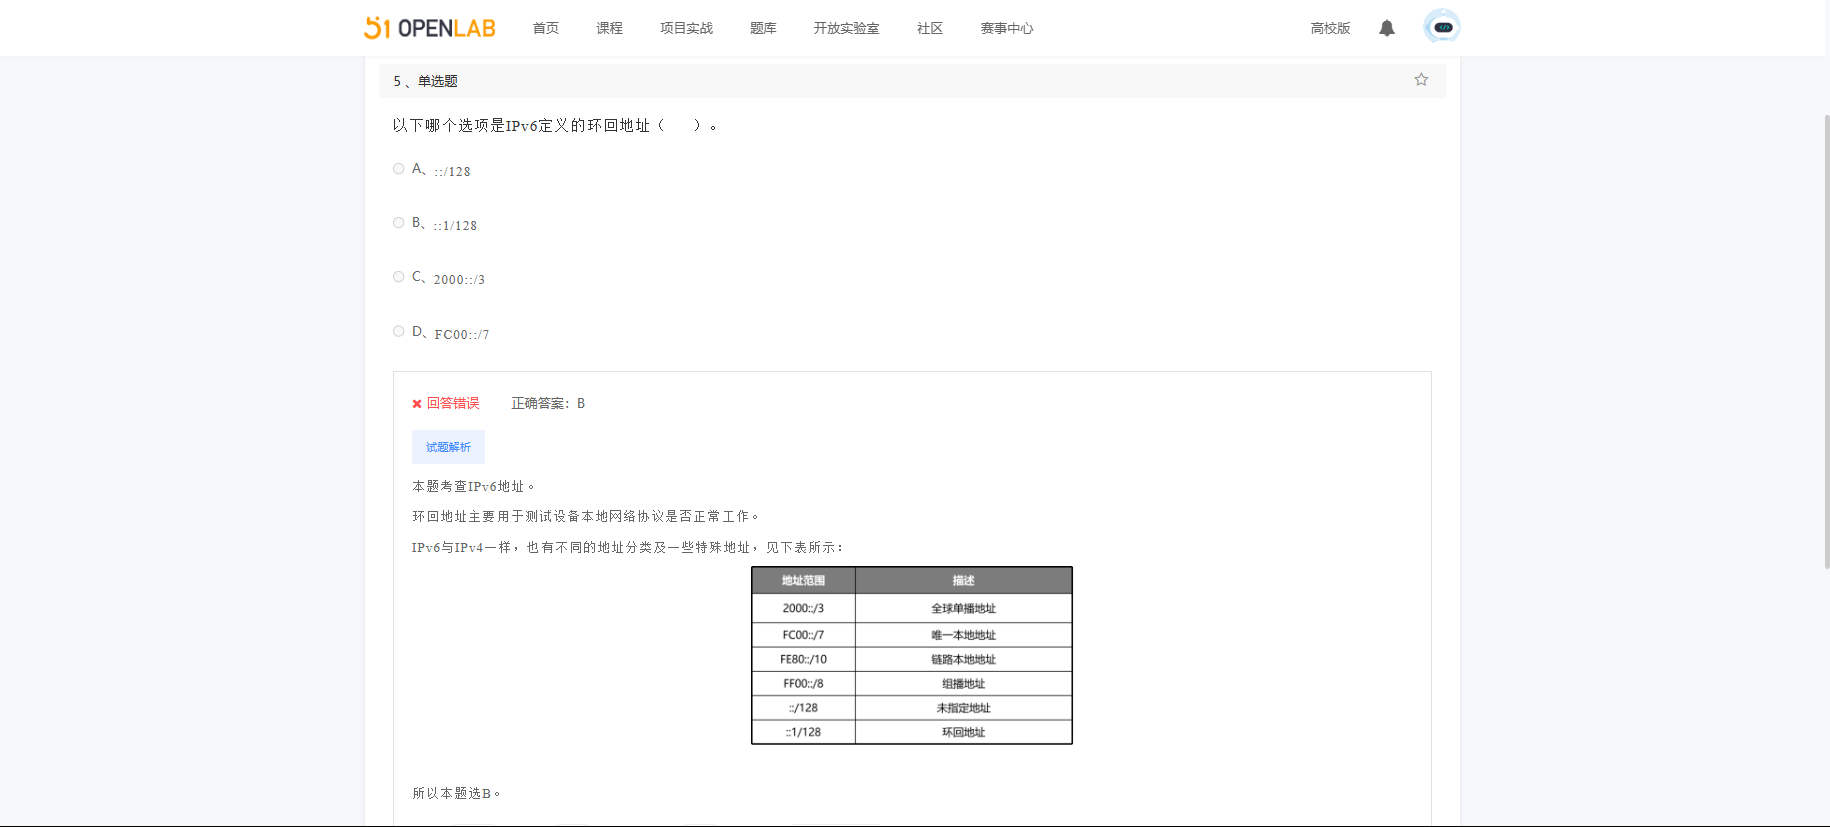 51 OPENLAB 首页 课程 项目实战 题库 开放实验室 社区 赛事中心 高校版
5 、单选题
以下哪个选项是IPv6定义的环回地址（ ）。
A、::/128
B、::1/128
C、2000::/3
D、FC00::/7
回答错误 正确答案：B
试题解析
本题考查IPv6地址。
环回地址主要用于测试设备本地网络协议是否正常工作。
IPv6与IPv4一样，也有不同的地址分类及一些特殊地址，见下表所示：
地址范围 描述
2000::/3 全球单播地址
FC00::/7 唯一本地地址
FE80::/10 链路本地地址
FF00::/8 组播地址
::/128 未指定地址
::1/128 环回地址
所以本题选B。